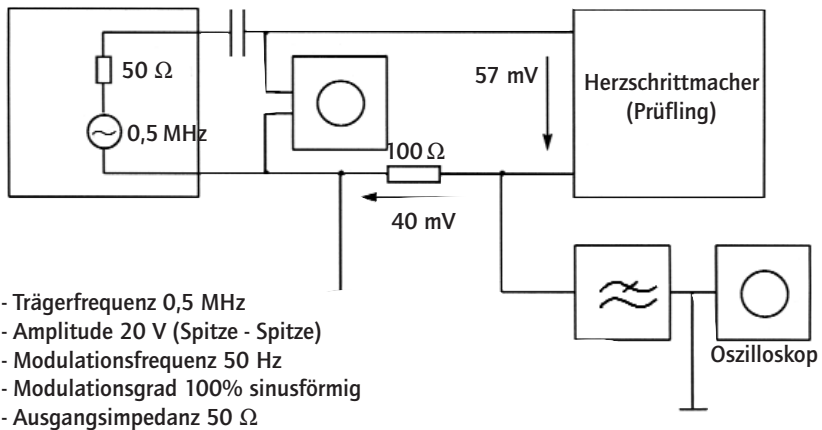 50 Ω
0,5 MHz
57 mV
Herzschrittmacher
(Prüfling)
100 Ω
40 mV
Oszilloskop
- Trägerfrequenz 0,5 MHz
- Amplitude 20 V (Spitze - Spitze)
- Modulationsfrequenz 50 Hz
- Modulationsgrad 100% sinusförmig
- Ausgangsimpedanz 50 Ω